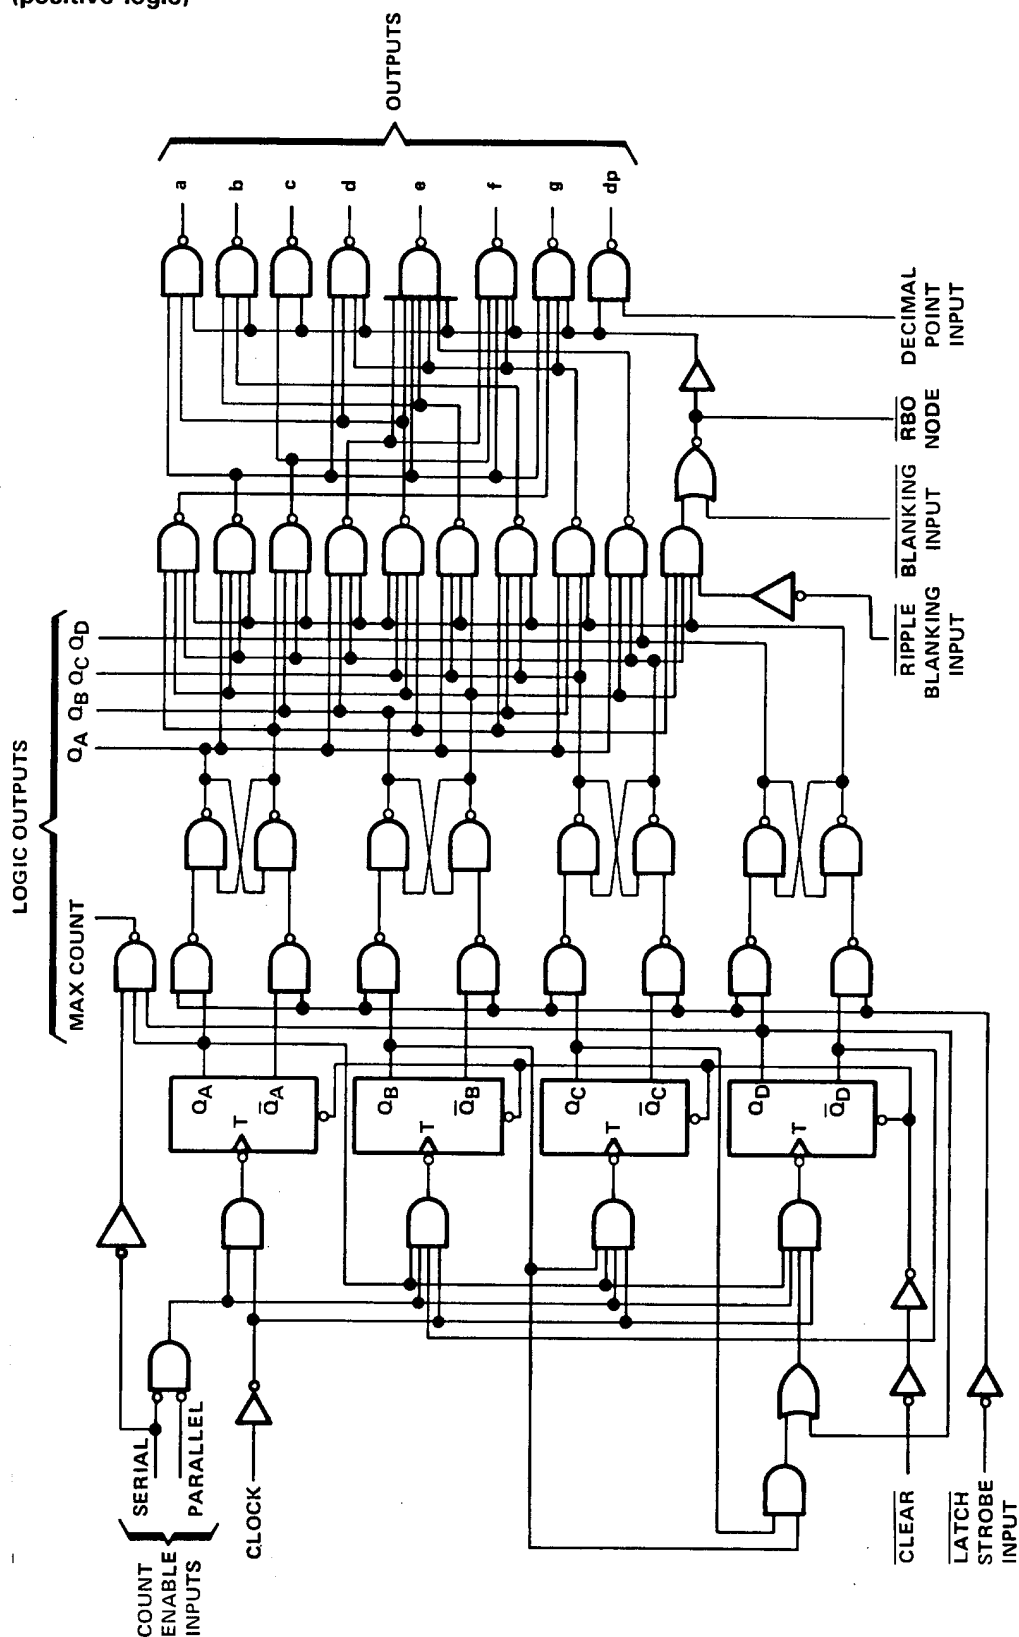 (positive logic)
OUTPUTS
a
b
c
d
e
f
g
dp
DECIMAL
POINT
INPUT
RBO
NODE
BLANKING
INPUT
RIPPLE
BLANKING
INPUT
LOGIC OUTPUTS
QA QB QC QD
MAX COUNT
QA
Q̅A
T
QB
Q̅B
T
QC
Q̅C
T
QD
Q̅D
T
COUNT
ENABLE
INPUTS
SERIAL
PARALLEL
CLOCK
CLEAR
LATCH
STROBE
INPUT